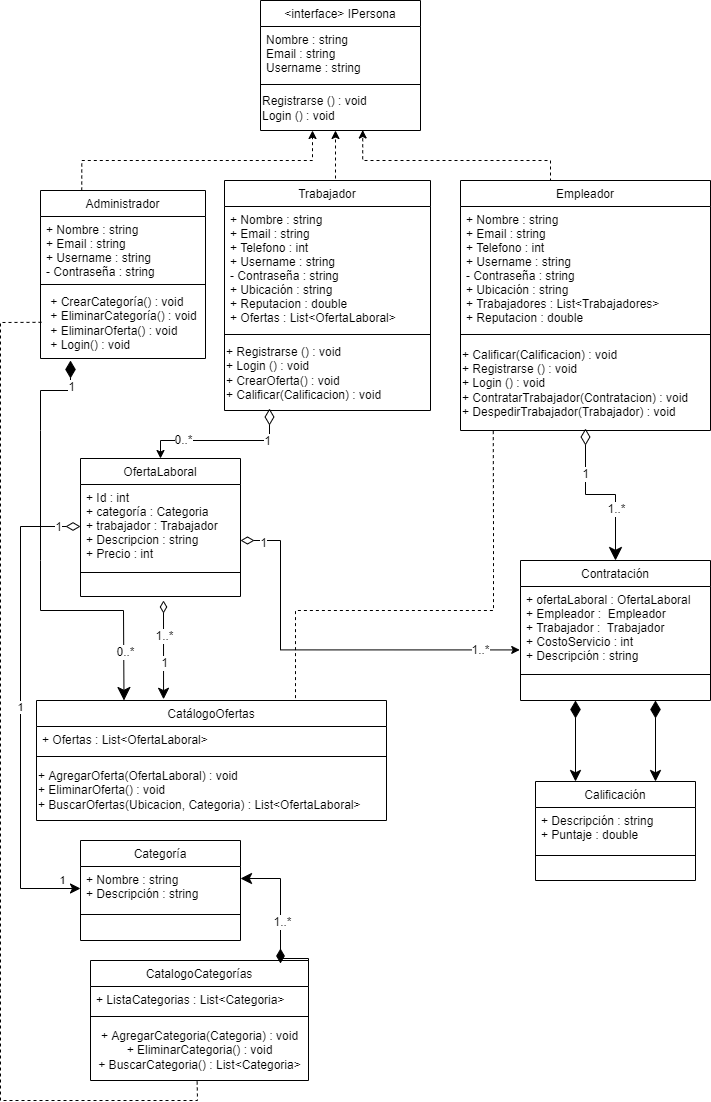 <interface> IPersona
Nombre : string
Email : string
Username : string
Registrarse () : void
Login () : void
Administrador
+ Nombre : string
+ Email : string
+ Username : string
- Contraseña : string
+ CrearCategoría() : void
+ EliminarCategoría() : void
+ EliminarOferta() : void
+ Login() : void
Trabajador
+ Nombre : string
+ Email : string
+ Telefono : int
+ Username : string
- Contraseña : string
+ Ubicación : string
+ Reputacion : double
+ Ofertas : List<OfertaLaboral>
+ Registrarse () : void
+ Login () : void
+ CrearOferta() : void
+ Calificar(Calificacion) : void
Empleador
+ Nombre : string
+ Email : string
+ Telefono : int
+ Username : string
- Contraseña : string
+ Ubicación : string
+ Trabajadores : List<Trabajadores>
+ Reputacion : double
+ Calificar(Calificacion) : void
+ Registrarse () : void
+ Login () : void
+ ContratarTrabajador(Contratacion) : void
+ DespedirTrabajador(Trabajador) : void
1
0..*
1
1
1..*
OfertaLaboral
+ Id : int
+ categoría : Categoria
+ trabajador : Trabajador
+ Descripcion : string
+ Precio : int
1
1
Contratación
+ ofertaLaboral : OfertaLaboral
+ Empleador :  Empleador
+ Trabajador :  Trabajador
+ CostoServicio : int
+ Descripción : string
1..*
0..*
1..*
1
1
CatálogoOfertas
+ Ofertas : List<OfertaLaboral>
+ AgregarOferta(OfertaLaboral) : void
+ EliminarOferta() : void
+ BuscarOfertas(Ubicacion, Categoria) : List<OfertaLaboral>
Calificación
+ Descripción : string
+ Puntaje : double
Categoría
+ Nombre : string
+ Descripción : string
1
1..*
CatalogoCategorías
+ ListaCategorias : List<Categoria>
+ AgregarCategoria(Categoria) : void
+ EliminarCategoria() : void
+ BuscarCategoria() : List<Categoria>